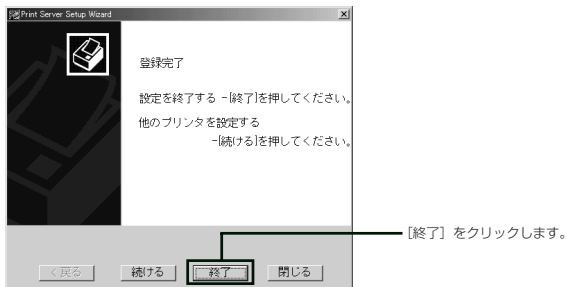 Print Server Setup Wizard
登録完了
設定を終了する -[終了]を押してください。
他のプリンタを設定する
-[続ける]を押してください。
[終了] をクリックします。
< 戻る 続ける 終了 閉じる